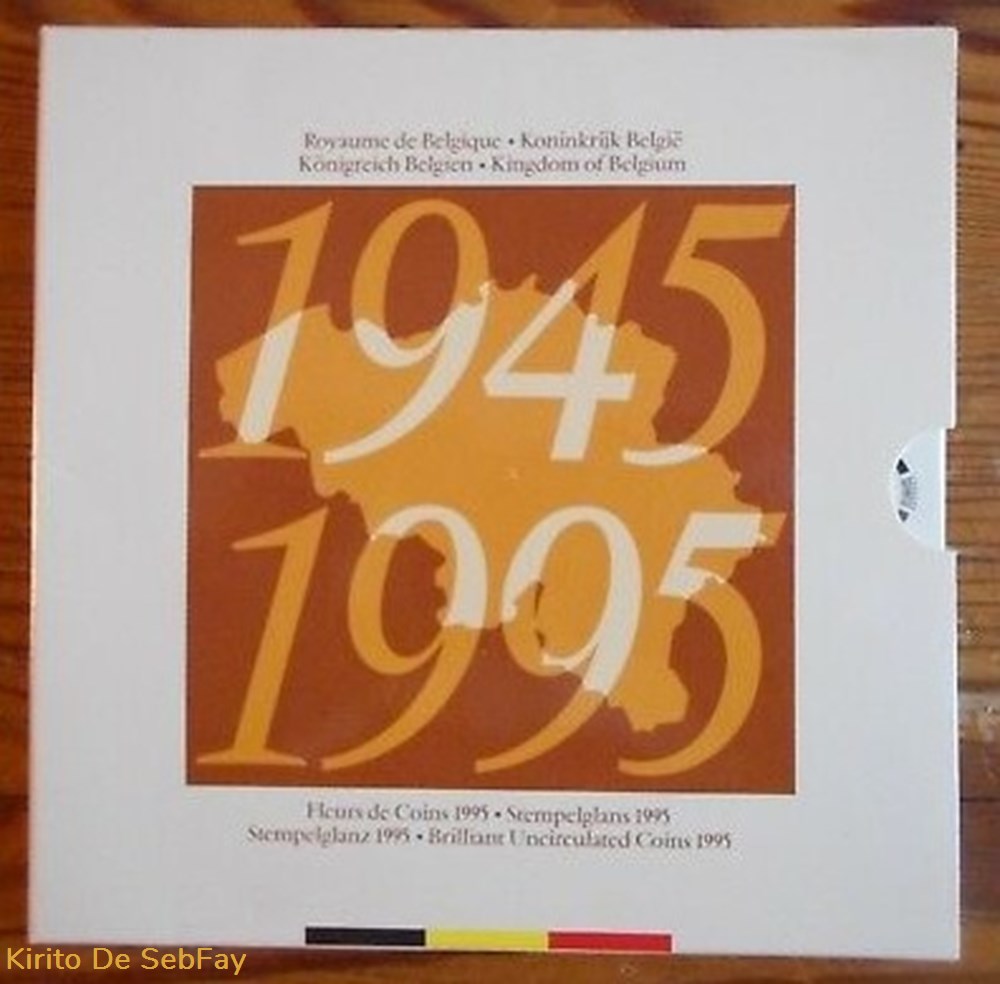 Royaume de Belgique • Koninkrijk België
Königreich Belgien • Kingdom of Belgium
1945
1995
Fleurs de Coins 1995 • Stempelglans 1995
Stempelglanz 1995 • Brilliant Uncirculated Coins 1995
Kirito De SebFay